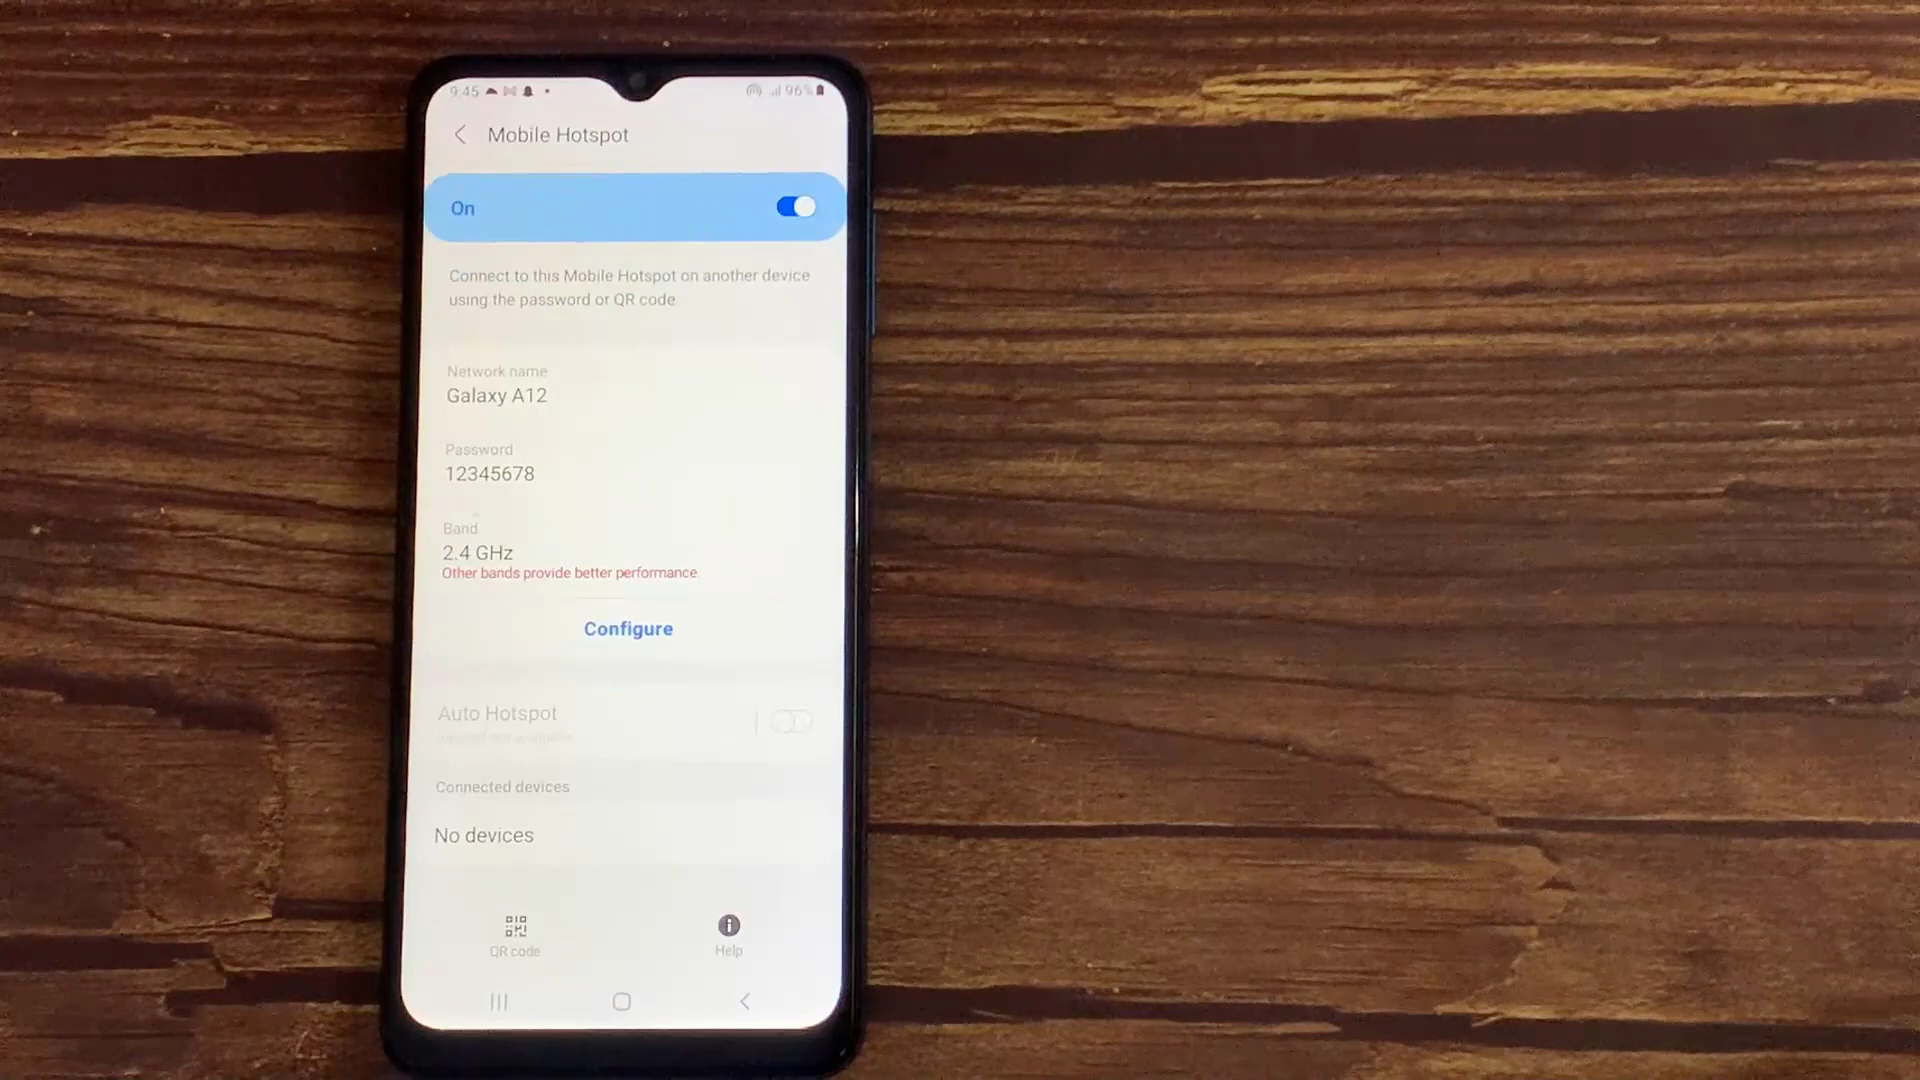 9:45 96%
Mobile Hotspot
On
Connect to this Mobile Hotspot on another device
using the password or QR code.
Network name
Galaxy A12
Password
12345678
Band
2.4 GHz
Other bands provide better performance.
Configure
Auto Hotspot
Connected devices
No devices
QR code Help